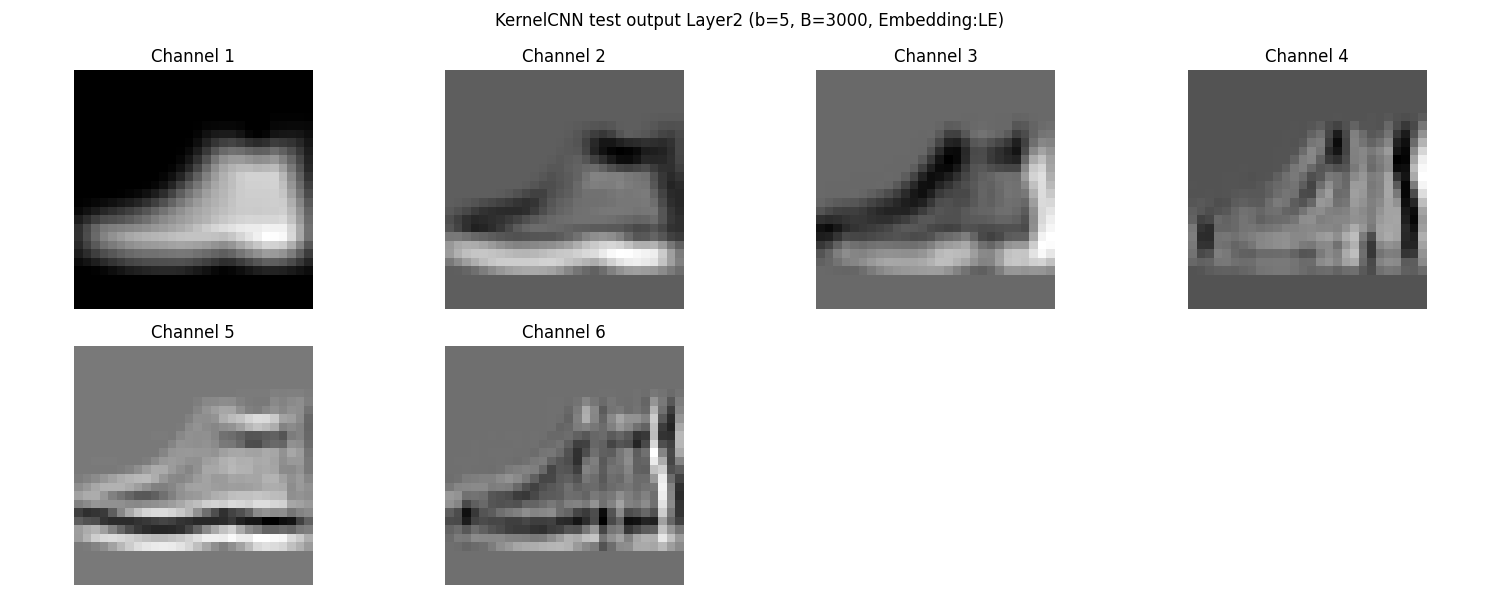 KernelCNN test output Layer2 (b=5, B=3000, Embedding:LE)
Channel 1
Channel 2
Channel 3
Channel 4
Channel 5
Channel 6